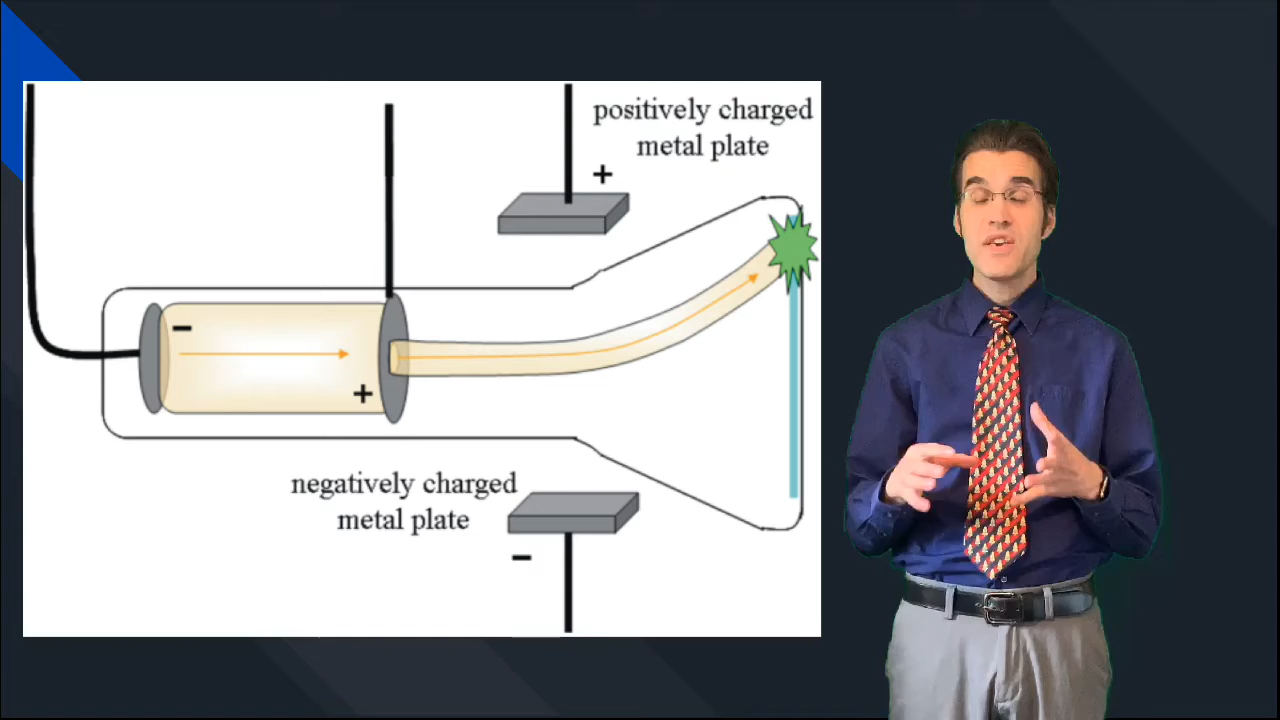 positively charged
metal plate
+
−
+
negatively charged
metal plate
−